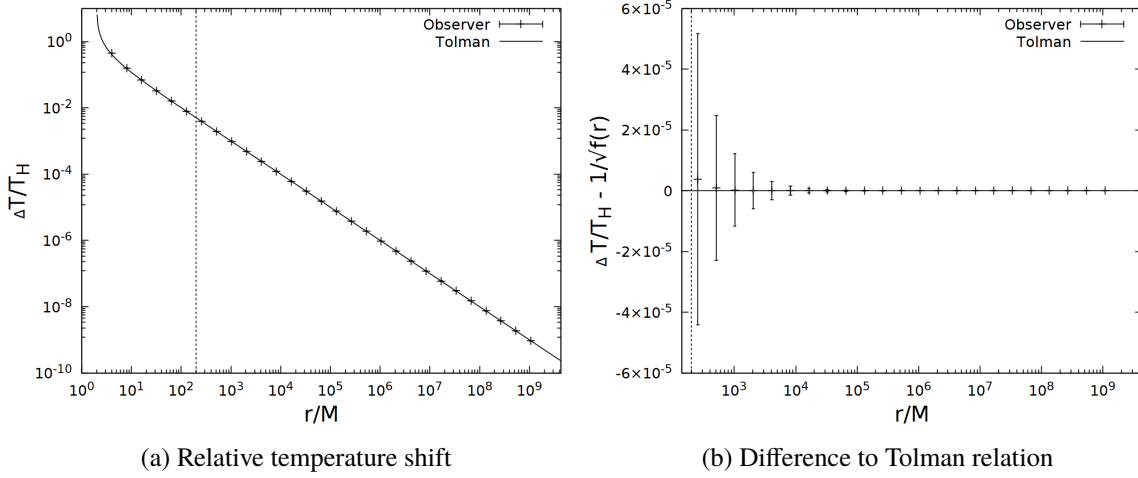 10^0
10^-2
10^-4
10^-6
10^-8
10^-10
ΔT/T_H
Observer
Tolman
10^0 10^1 10^2 10^3 10^4 10^5 10^6 10^7 10^8 10^9
r/M
(a) Relative temperature shift
6×10^-5
4×10^-5
2×10^-5
0
-2×10^-5
-4×10^-5
-6×10^-5
ΔT/T_H - 1/√f(r)
Observer
Tolman
10^3 10^4 10^5 10^6 10^7 10^8 10^9
r/M
(b) Difference to Tolman relation